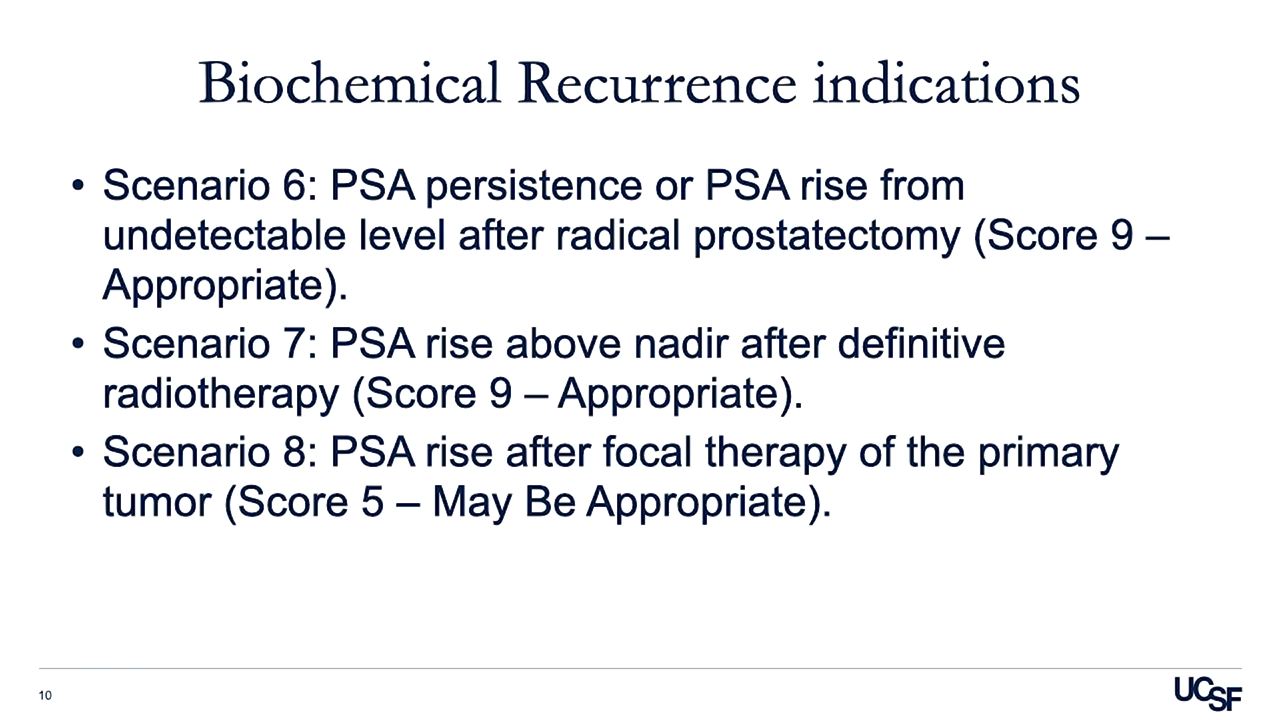 Biochemical Recurrence indications
• Scenario 6: PSA persistence or PSA rise from
undetectable level after radical prostatectomy (Score 9 –
Appropriate).
• Scenario 7: PSA rise above nadir after definitive
radiotherapy (Score 9 – Appropriate).
• Scenario 8: PSA rise after focal therapy of the primary
tumor (Score 5 – May Be Appropriate).
10
UCSF